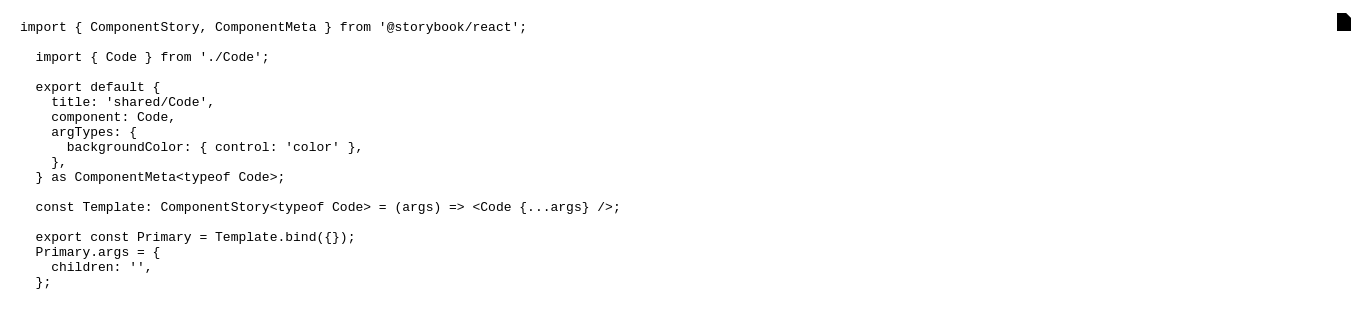 import { ComponentStory, ComponentMeta } from '@storybook/react';

  import { Code } from './Code';

  export default {
    title: 'shared/Code',
    component: Code,
    argTypes: {
      backgroundColor: { control: 'color' },
    },
  } as ComponentMeta<typeof Code>;

  const Template: ComponentStory<typeof Code> = (args) => <Code {...args} />;

  export const Primary = Template.bind({});
  Primary.args = {
    children: '',
  };